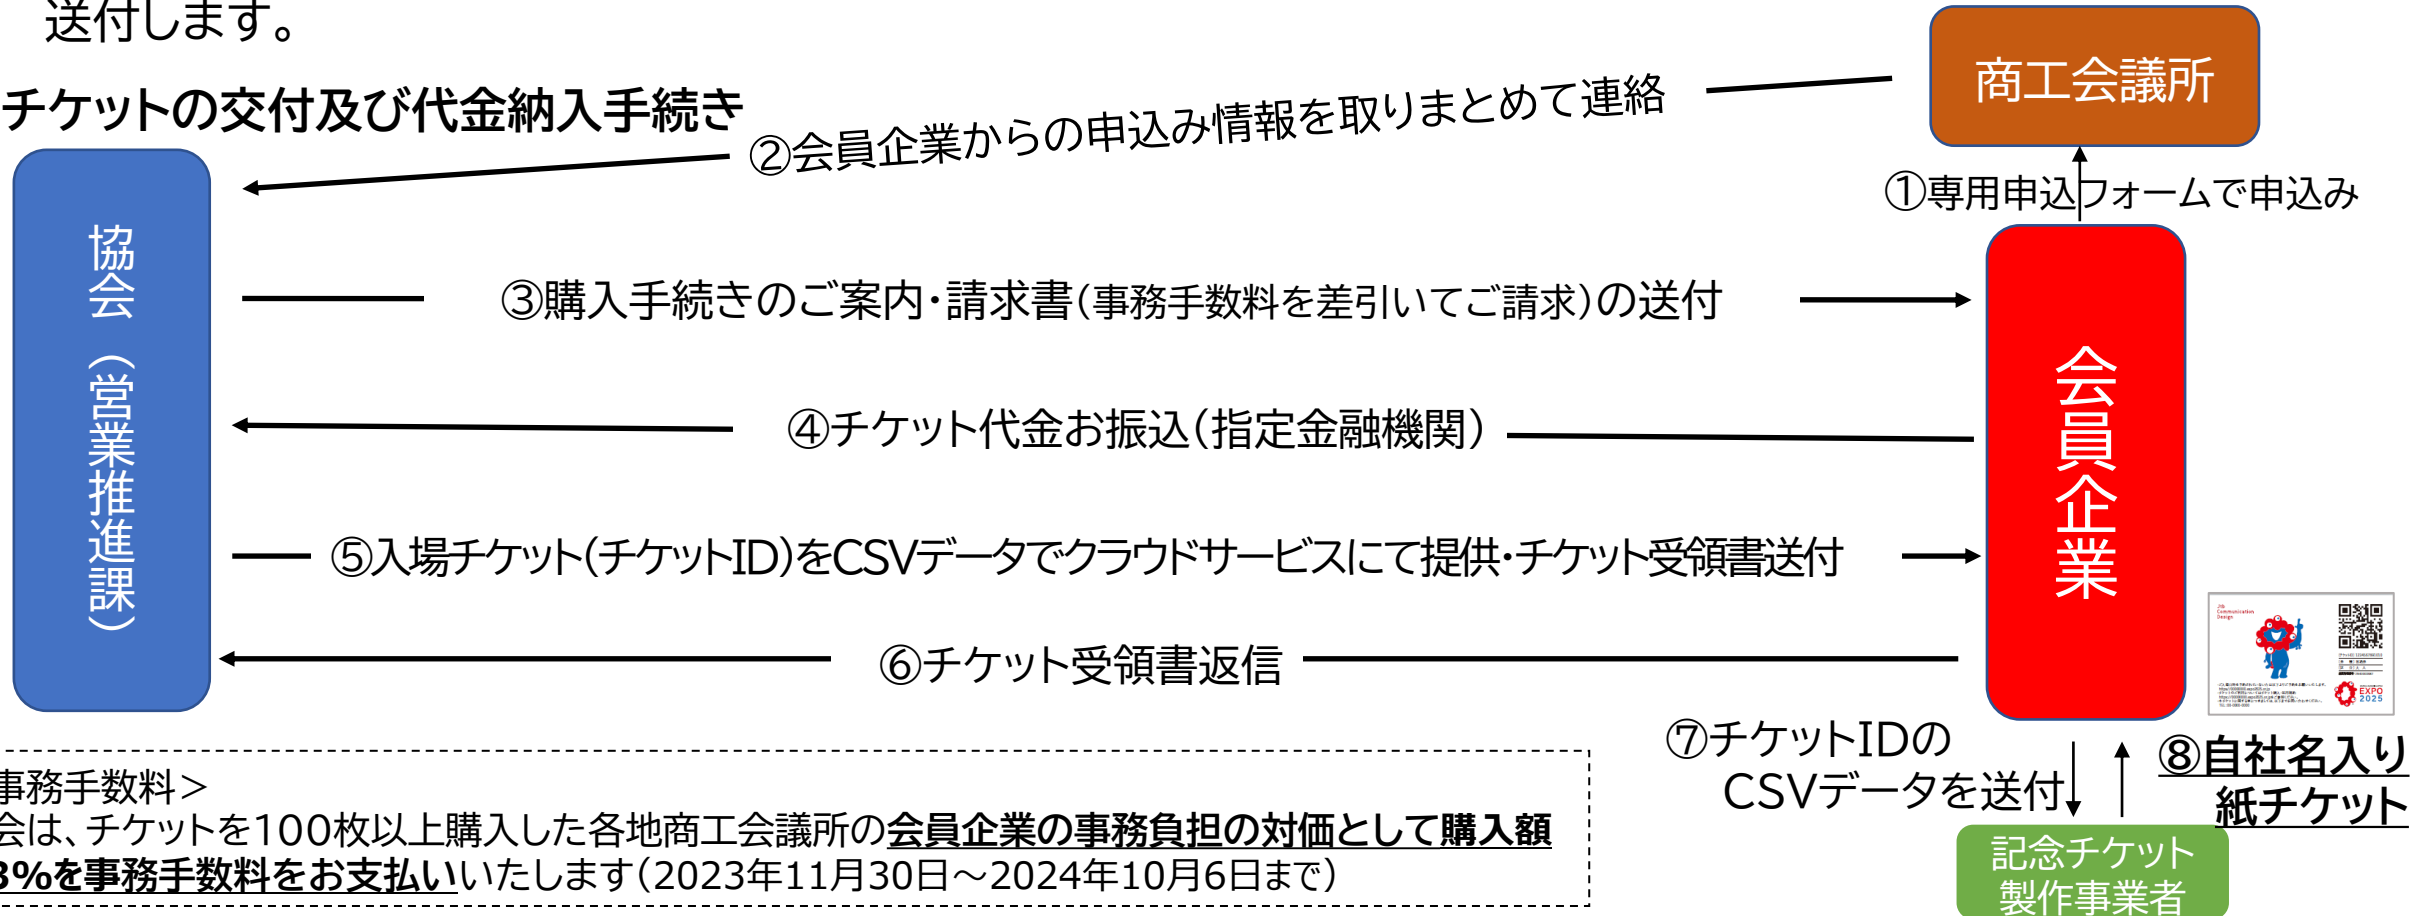 送付します。
チケットの交付及び代金納入手続き
商工会議所
②会員企業からの申込み情報を取りまとめて連絡
①専用申込フォームで申込み
協会（営業推進課）
③購入手続きのご案内・請求書(事務手数料を差引いてご請求)の送付
会員企業
④チケット代金お振込(指定金融機関)
⑤入場チケット(チケットID)をCSVデータでクラウドサービスにて提供・チケット受領書送付
⑥チケット受領書返信
JIG
Communication
Design
EXPO
2025
⑦チケットIDの
CSVデータを送付
⑧自社名入り
紙チケット
事務手数料＞
会は、チケットを100枚以上購入した各地商工会議所の会員企業の事務負担の対価として購入額
3%を事務手数料をお支払いいたします(2023年11月30日～2024年10月6日まで)
記念チケット
製作事業者